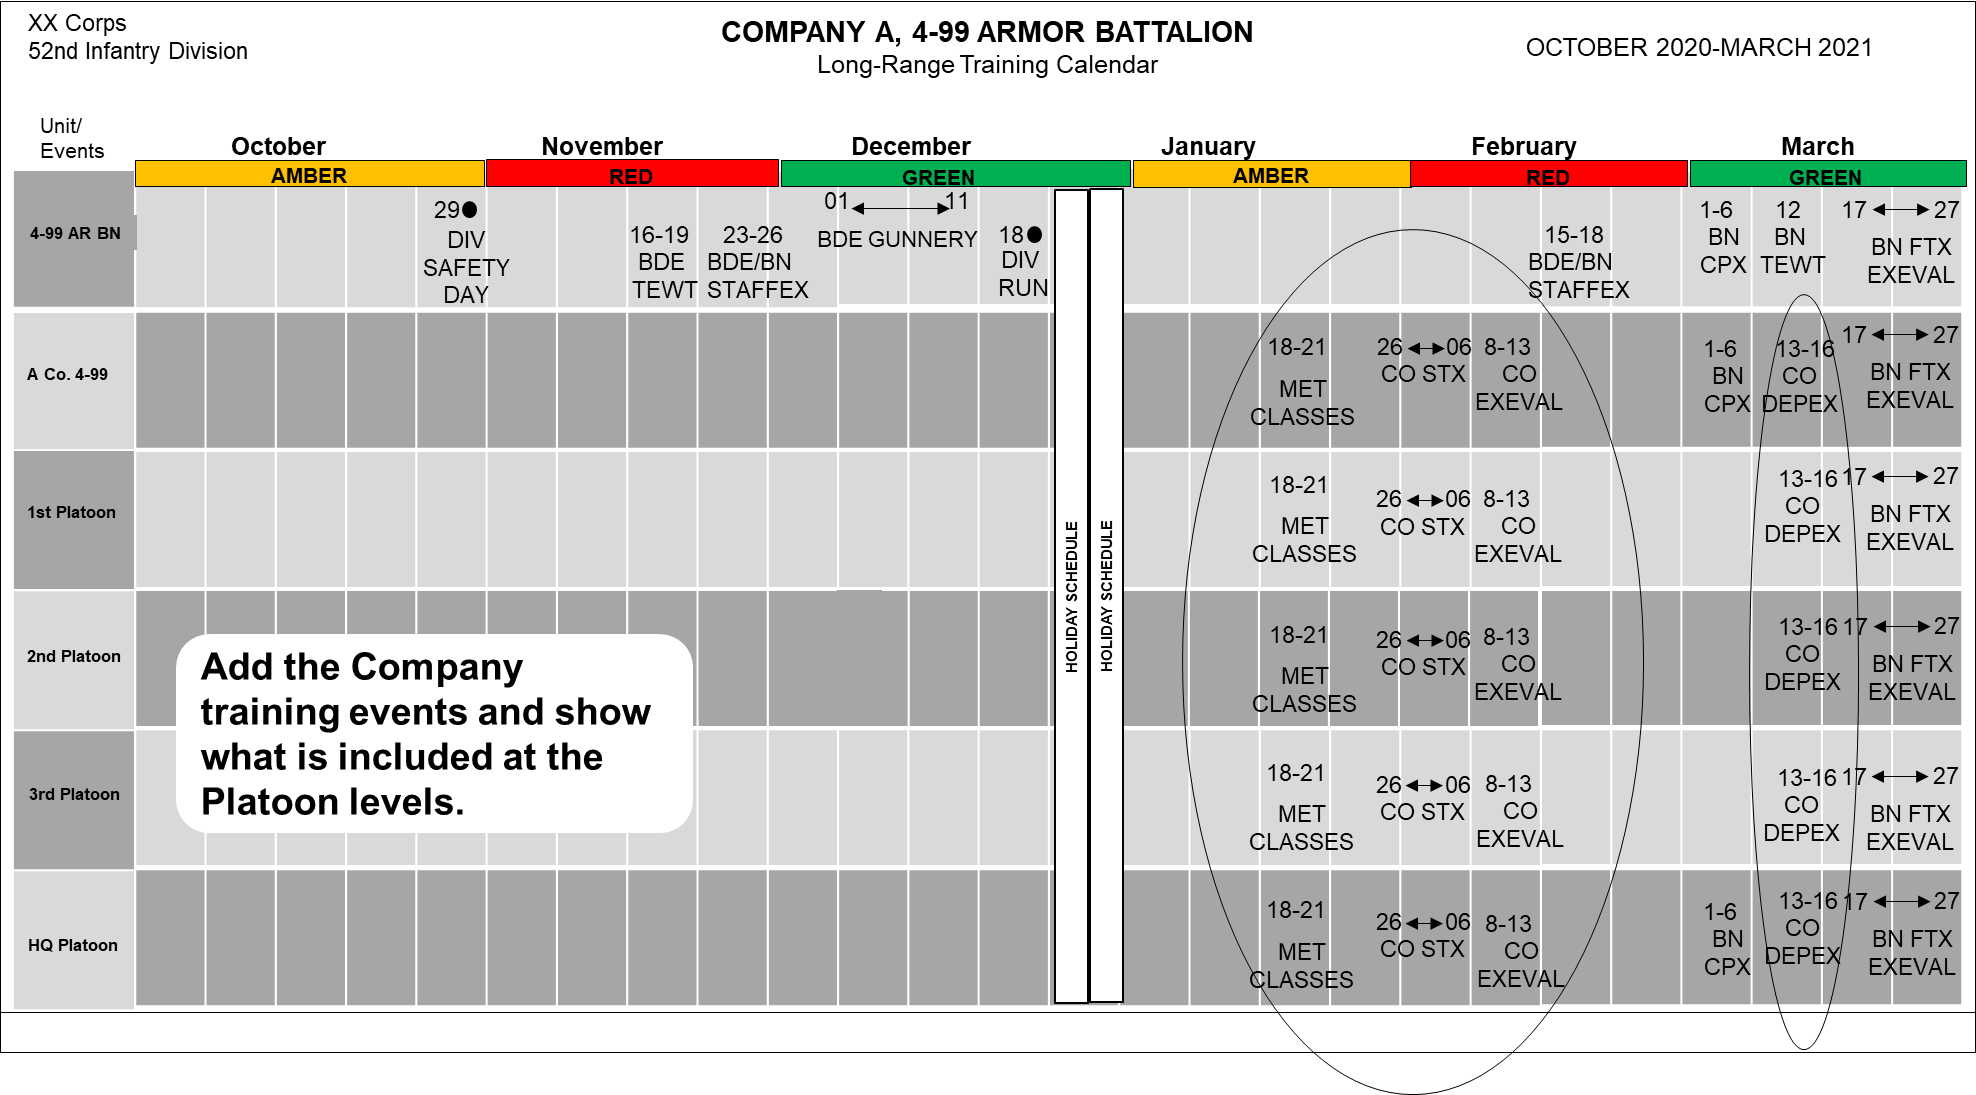 XX Corps
52nd Infantry Division
COMPANY A, 4-99 ARMOR BATTALION
Long-Range Training Calendar
OCTOBER 2020-MARCH 2021
Unit/
Events
October
November
December
January
February
March
AMBER
RED
GREEN
AMBER
RED
GREEN
4-99 AR BN
29
DIV
SAFETY
DAY
16-19
BDE
TEWT
23-26
BDE/BN
STAFFEX
01 11
BDE GUNNERY
18
DIV
RUN
15-18
BDE/BN
STAFFEX
1-6
BN
CPX
12
BN
TEWT
17 27
BN FTX
EXEVAL
HOLIDAY SCHEDULE
HOLIDAY SCHEDULE
A Co. 4-99
18-21
MET
CLASSES
26 06
CO STX
8-13
CO
EXEVAL
1-6
BN
CPX
13-16
CO
DEPEX
17 27
BN FTX
EXEVAL
1st Platoon
18-21
MET
CLASSES
26 06
CO STX
8-13
CO
EXEVAL
13-16
CO
DEPEX
17 27
BN FTX
EXEVAL
2nd Platoon
18-21
MET
CLASSES
26 06
CO STX
8-13
CO
EXEVAL
13-16
CO
DEPEX
17 27
BN FTX
EXEVAL
Add the Company
training events and show
what is included at the
Platoon levels.
3rd Platoon
18-21
MET
CLASSES
26 06
CO STX
8-13
CO
EXEVAL
13-16
CO
DEPEX
17 27
BN FTX
EXEVAL
HQ Platoon
18-21
MET
CLASSES
26 06
CO STX
8-13
CO
EXEVAL
1-6
BN
CPX
13-16
CO
DEPEX
17 27
BN FTX
EXEVAL